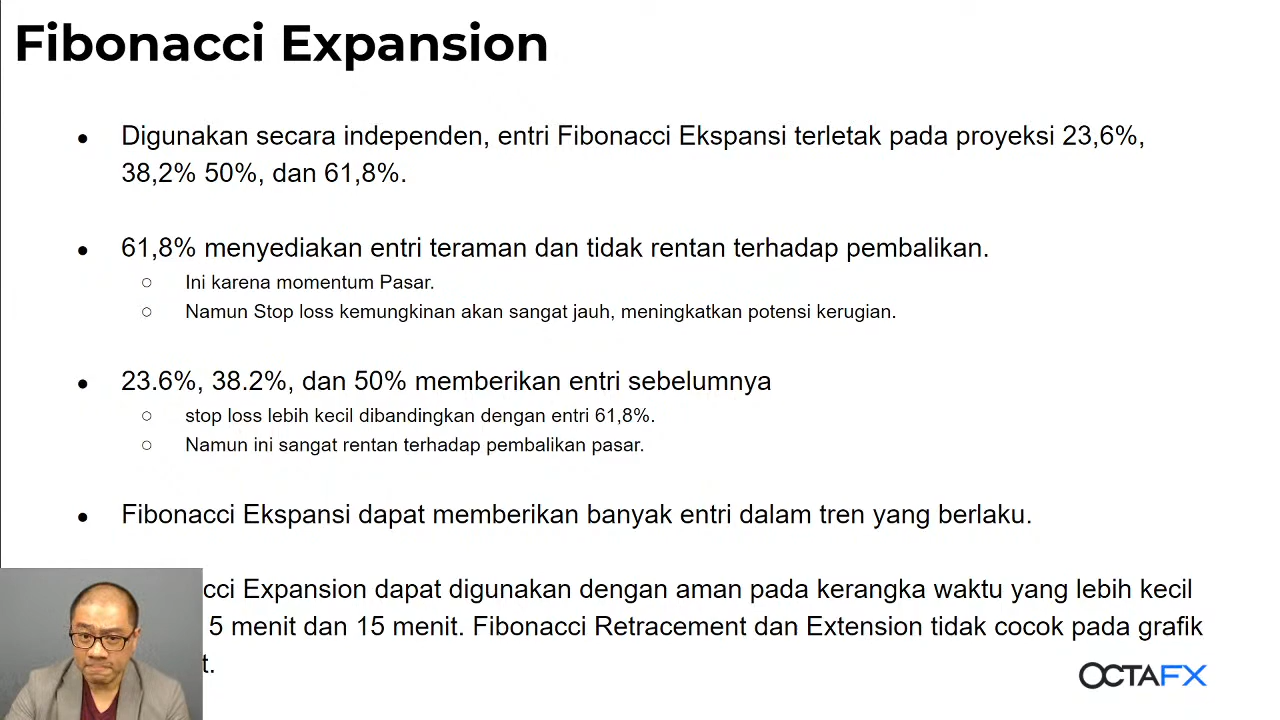 Fibonacci Expansion
Digunakan secara independen, entri Fibonacci Ekspansi terletak pada proyeksi 23,6%,
38,2% 50%, dan 61,8%.
61,8% menyediakan entri teraman dan tidak rentan terhadap pembalikan.
Ini karena momentum Pasar.
Namun Stop loss kemungkinan akan sangat jauh, meningkatkan potensi kerugian.
23.6%, 38.2%, dan 50% memberikan entri sebelumnya
stop loss lebih kecil dibandingkan dengan entri 61,8%.
Namun ini sangat rentan terhadap pembalikan pasar.
Fibonacci Ekspansi dapat memberikan banyak entri dalam tren yang berlaku.
cci Expansion dapat digunakan dengan aman pada kerangka waktu yang lebih kecil
5 menit dan 15 menit. Fibonacci Retracement dan Extension tidak cocok pada grafik
t.
OCTAFX